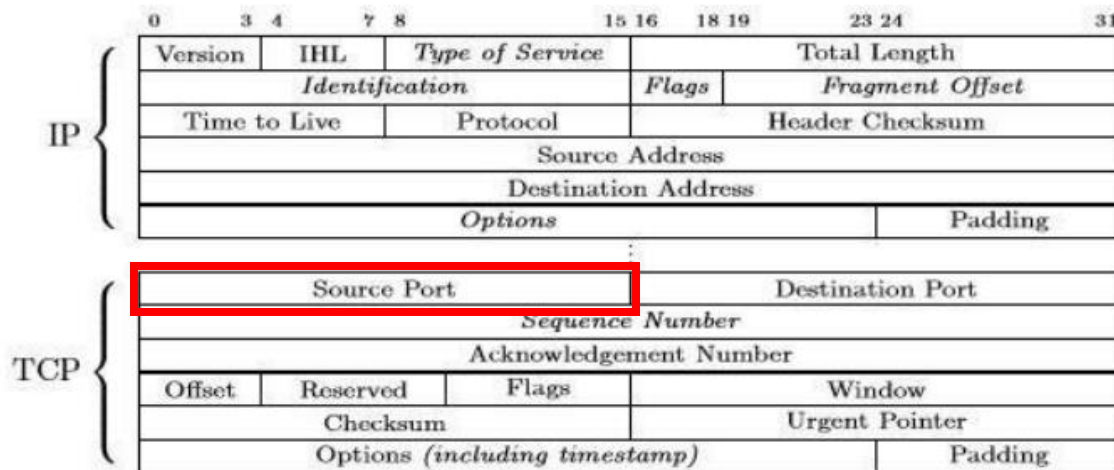 0 3 4 7 8 15 16 18 19 23 24 31
Version IHL Type of Service Total Length
Identification Flags Fragment Offset
IP Time to Live Protocol Header Checksum
Source Address
Destination Address
Options Padding
Source Port Destination Port
Sequence Number
TCP Acknowledgement Number
Offset Reserved Flags Window
Checksum Urgent Pointer
Options (including timestamp) Padding